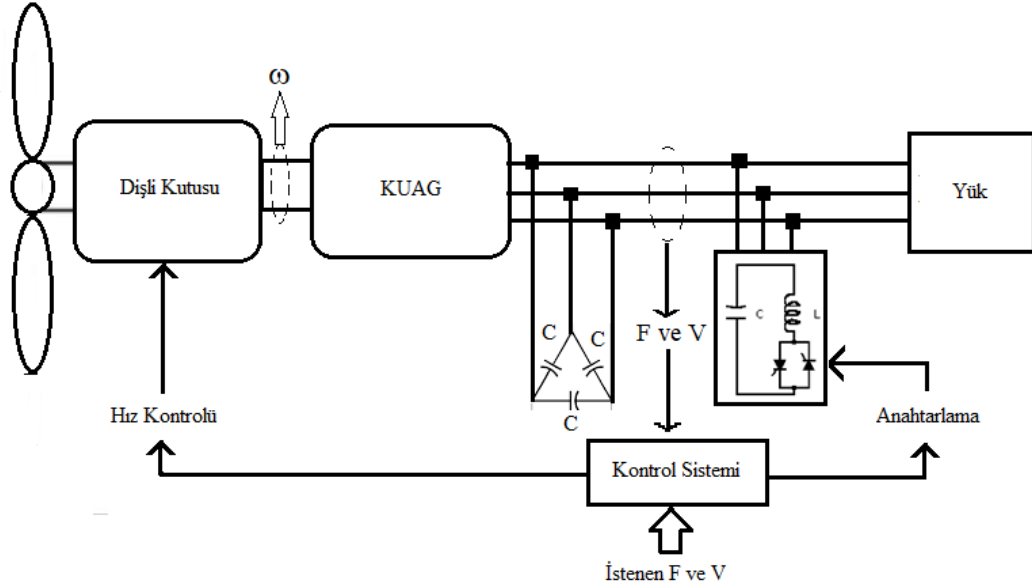 ω
Dişli Kutusu
KUAG
Yük
C
L
C
C
F ve V
C
Hız Kontrolü
Anahtarlama
Kontrol Sistemi
İstenen F ve V